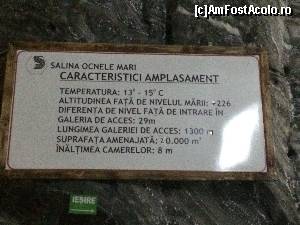 (c)AmFostAcolo.ro
SALINA OCNELE MARI
CARACTERISTICI AMPLASAMENT
TEMPERATURA: 13° - 15° C
ALTITUDINEA FAȚĂ DE NIVELUL MĂRII: +226
DIFERENȚA DE NIVEL FAȚĂ DE INTRARE ÎN
GALERIA DE ACCES: 29m
LUNGIMEA GALERIEI DE ACCES: 1300 m
SUPRAFAȚA AMENAJATĂ: m²
ÎNĂLȚIMEA CAMERELOR: 8 m
IEȘIRE